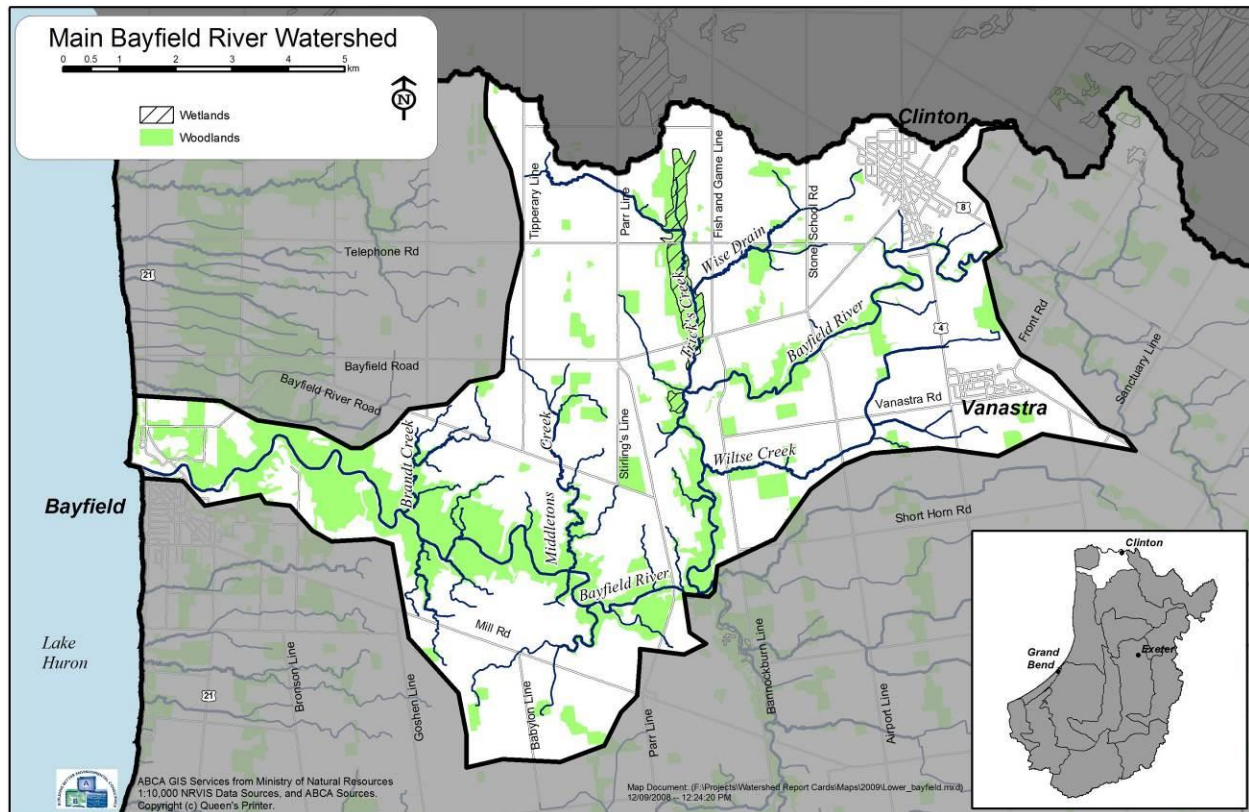 Main Bayfield River Watershed
0 0.5 1 2 3 4 5
km
N
Wetlands
Woodlands
Clinton
Tipperary Line
Parr Line
Fish and Game Line
Stone School Rd
8
Telephone Rd
21
Wise Drain
Trick's Creek
Bayfield River
4
Front Rd
Sanctuary Line
Bayfield Road
Bayfield River Road
Vanastra Rd
Vanastra
Brandt Creek
Creek
Middletons
Stirling's Line
Wiltse Creek
Bayfield
Short Horn Rd
Bayfield River
Mill Rd
Lake
Huron
21
Bronson Line
Goshen Line
Babylon Line
Parr Line
Bannockburn Line
Airport Line
Clinton
Grand
Bend
Exeter
ABCA GIS Services from Ministry of Natural Resources
1:10,000 NRVIS Data Sources, and ABCA Sources.
Copyright (c) Queen's Printer.
Map Document: (F:\Projects\Watershed Report Cards\Maps\2009\Lower_bayfield.mxd)
12/09/2008 -- 12:24:20 PM